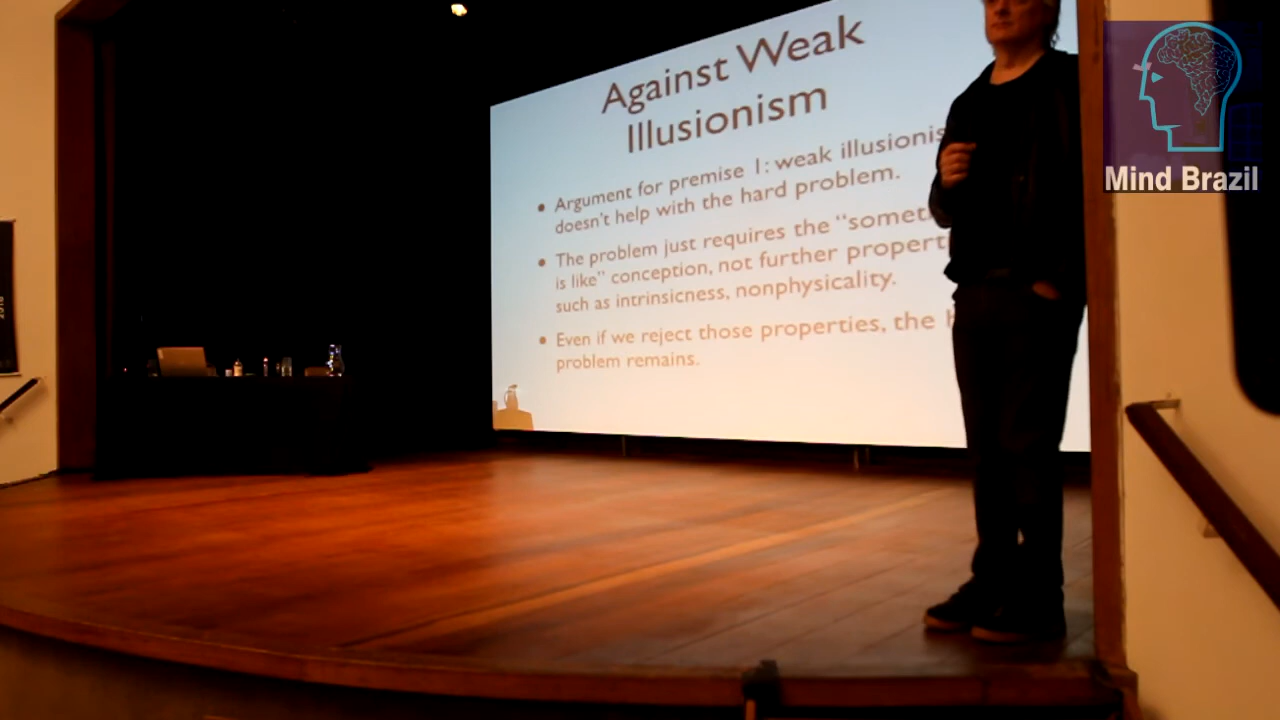 Against Weak
Illusionism
• Argument for premise 1: weak illusionis
doesn't help with the hard problem.
• The problem just requires the "somet
is like" conception, not further propert
such as intrinsicness, nonphysicality.
• Even if we reject those properties, the h
problem remains.
Mind Brazil